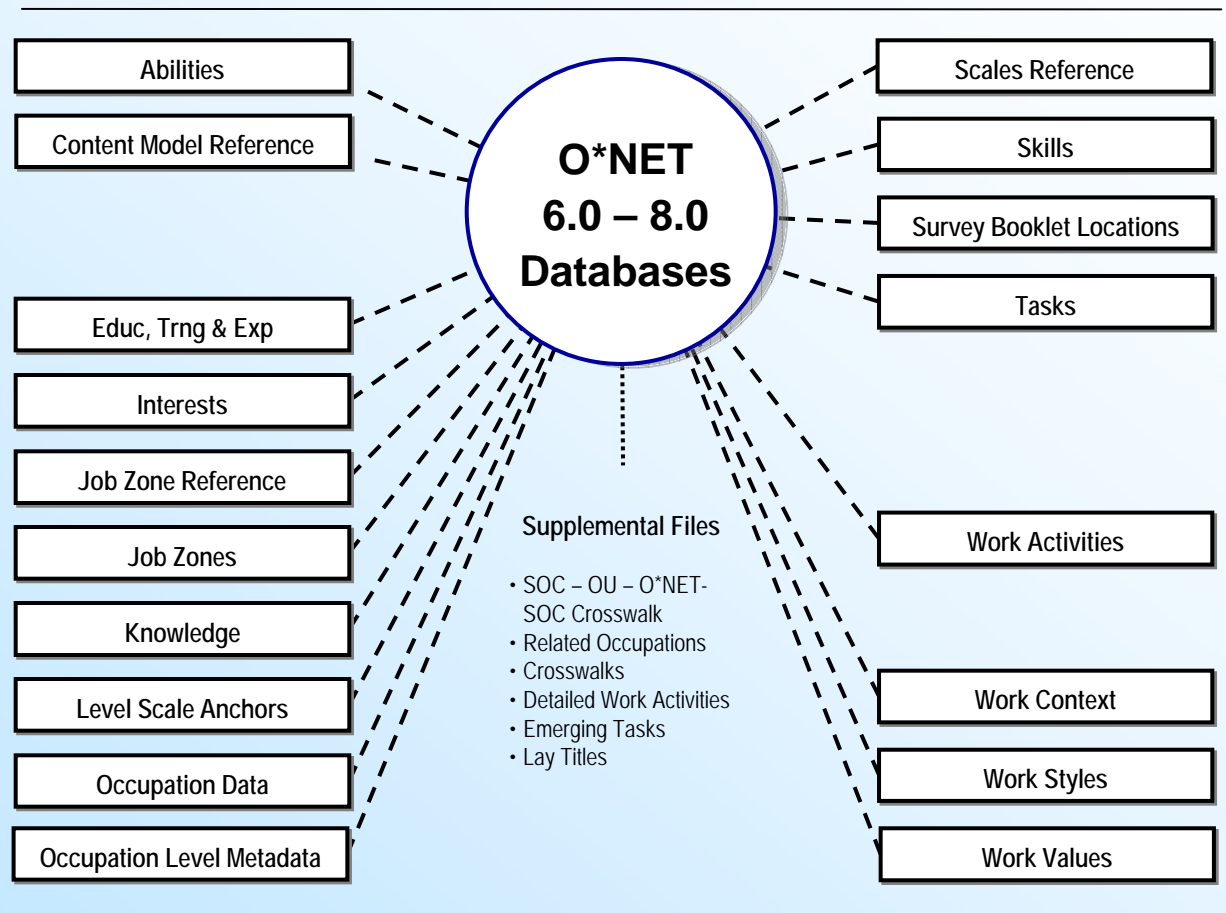 Abilities
Content Model Reference
Educ, Trng & Exp
Interests
Job Zone Reference
Job Zones
Knowledge
Level Scale Anchors
Occupation Data
Occupation Level Metadata
O*NET
6.0 – 8.0
Databases
Supplemental Files
• SOC – OU – O*NET-
SOC Crosswalk
• Related Occupations
• Crosswalks
• Detailed Work Activities
• Emerging Tasks
• Lay Titles
Scales Reference
Skills
Survey Booklet Locations
Tasks
Work Activities
Work Context
Work Styles
Work Values